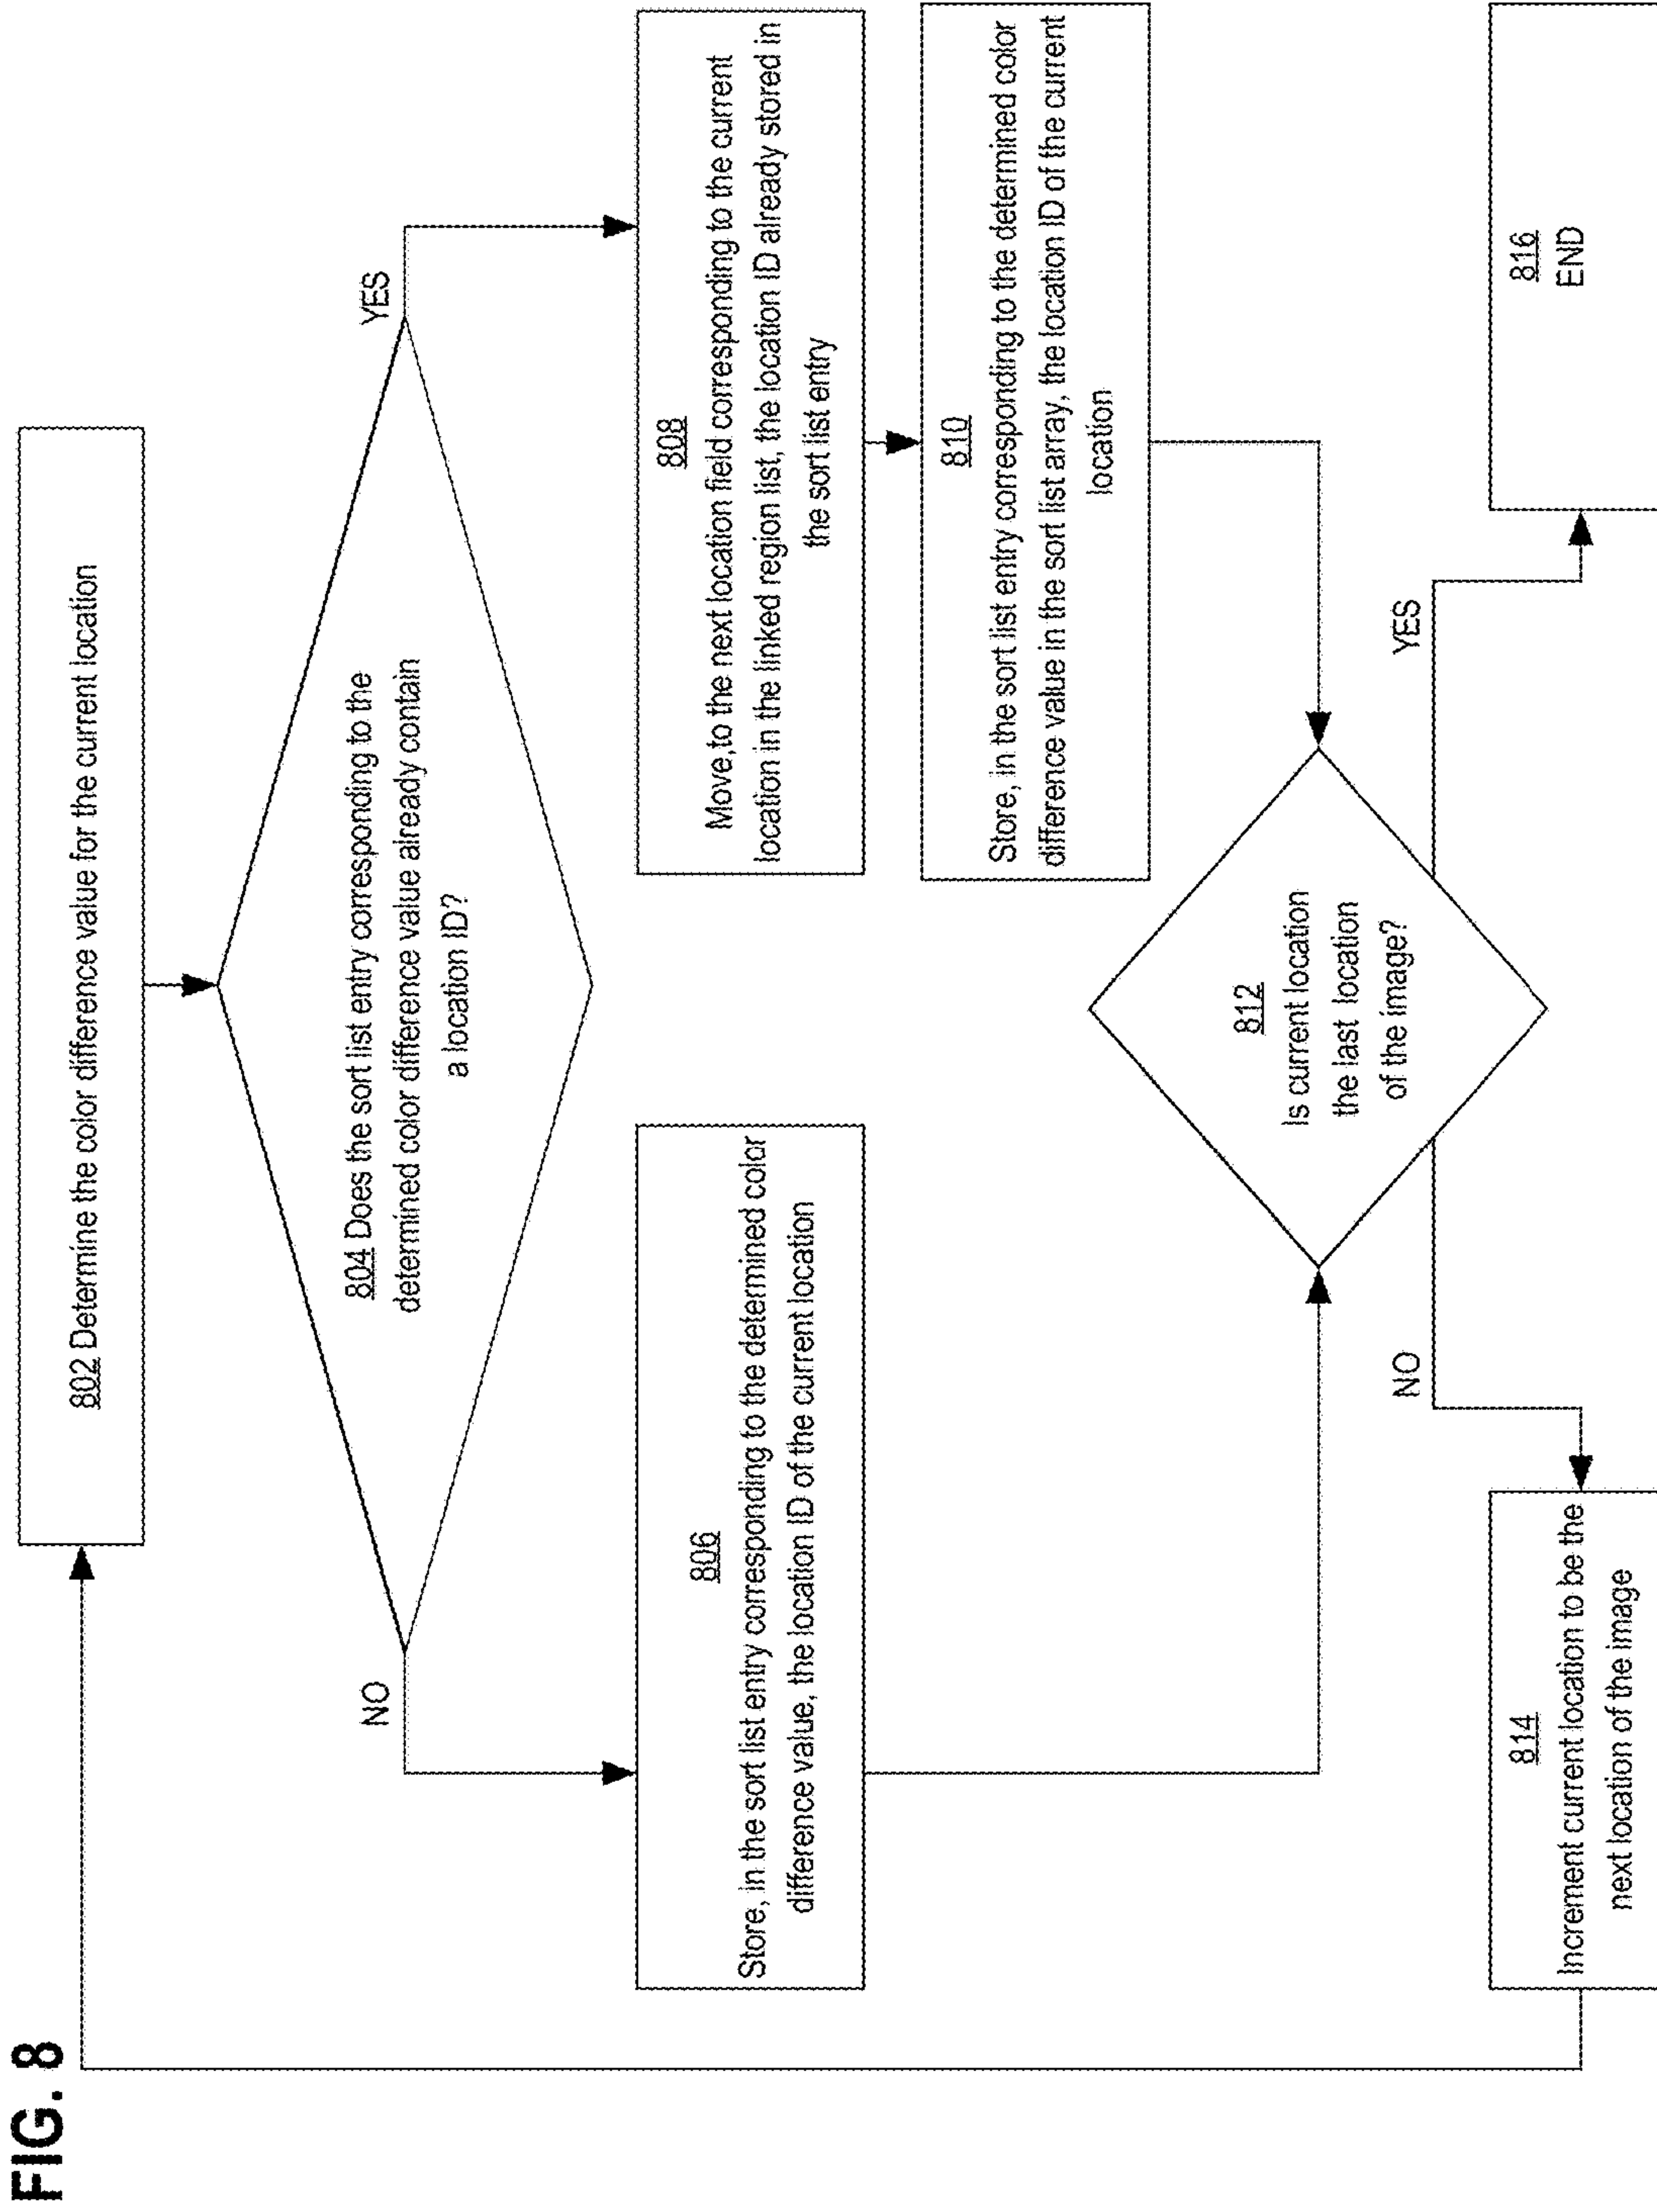 FIG. 8
802 Determine the color difference value for the current location
804 Does the sort list entry corresponding to the
determined color difference value already contain
a location ID?
NO
YES
806
Store, in the sort list entry corresponding to the determined color
difference value, the location ID of the current location
808
Move,to the next location field corresponding to the current
location in the linked region list, the location ID already stored in
the sort list entry
810
Store, in the sort list entry corresponding to the determined color
difference value in the sort list array, the location ID of the current
location
812
Is current location
the last location
of the image?
NO
YES
814
Increment current location to be the
next location of the image
816
END